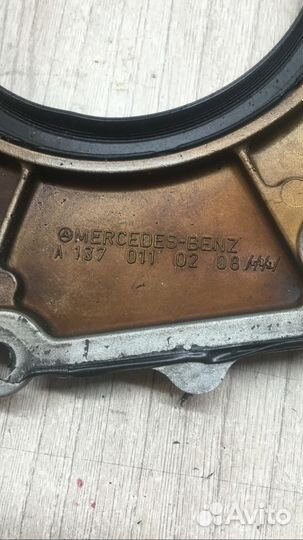 MERCEDES-BENZ
A 137 011 02 08
Avito